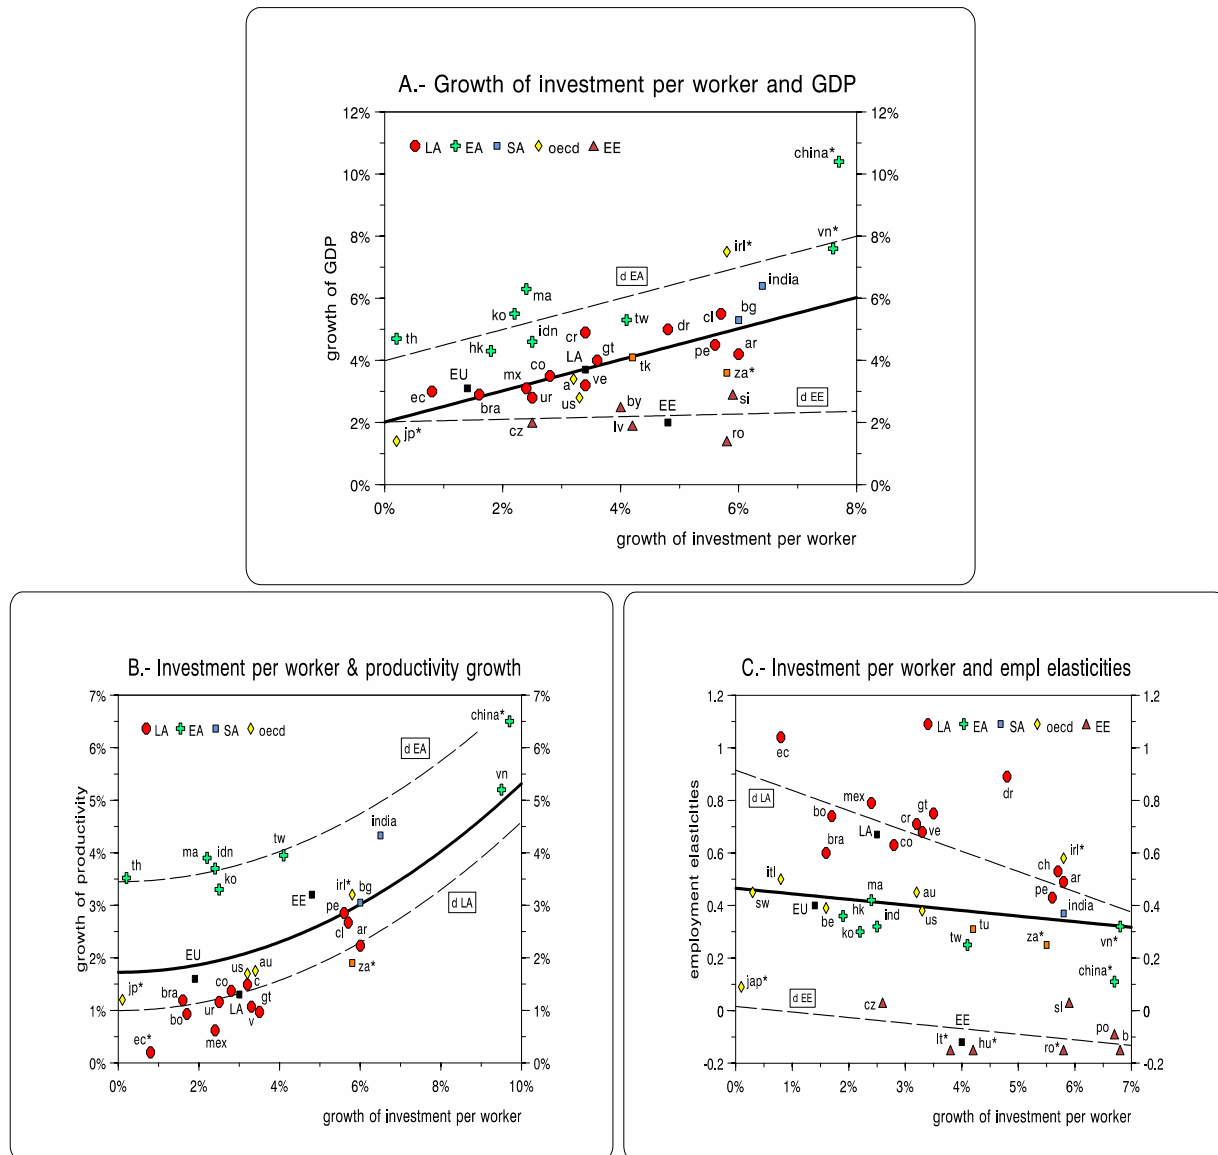 A.- Growth of investment per worker and GDP
12%
12%
LA EA SA oecd EE
china*
10%
10%
irl*
vn*
8%
8%
d EA
india
ma
6%
6%
ko
cl
bg
th
idn
cr
tw
dr
hk
gt
pe
ar
4%
4%
co
LA
tk
za*
EU
mx
a
ve
ec
bra
ur
us
by
EE
si
d EE
2%
2%
jp*
cz
lv
ro
0%
0%
0% 2% 4% 6% 8%
growth of GDP
growth of investment per worker
B.- Investment per worker & productivity growth
7%
7%
LA EA SA oecd
china*
d EA
6%
6%
vn
5%
5%
india
tw
ma
idn
4%
4%
th
ko
irl*
bg
EE
pe
d LA
3%
3%
cl
ar
EU
us
au
za*
2%
2%
jp*
bra
co
c
ur
LA
gt
bo
v
1%
1%
mex
ec*
0%
0%
0% 2% 4% 6% 8% 10%
growth of productivity
growth of investment per worker
C.- Investment per worker and empl elasticities
1.2
1.2
LA EA SA oecd EE
ec
1
1
d LA
mex
gt
dr
0.8
0.8
bo
cr
LA
ve
bra
co
irl*
0.6
0.6
itl
ch
ar
sw
ma
au
pe
EU
india
0.4
0.4
be
hk
ind
us
ko
tw
tu
za*
vn*
0.2
0.2
jap*
china*
d EE
cz
sl
0
0
EE
po
b
lt*
hu*
ro*
-0.2
-0.2
0% 1% 2% 3% 4% 5% 6% 7%
employment elasticities
growth of investment per worker